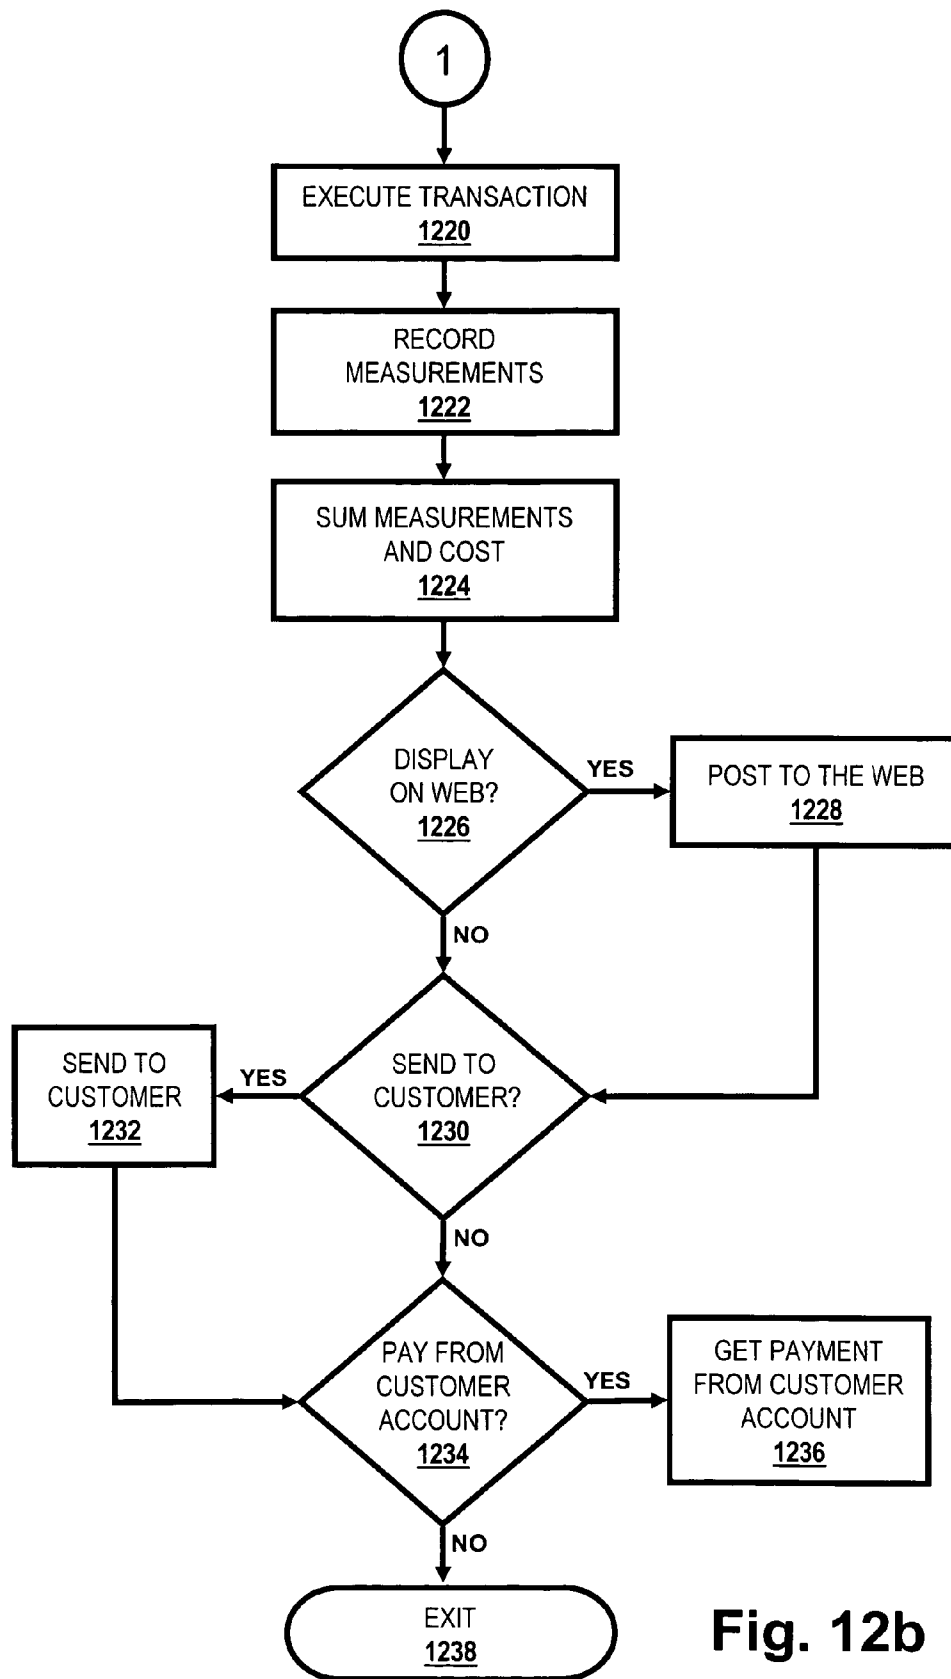 1
EXECUTE TRANSACTION
1220
RECORD
MEASUREMENTS
1222
SUM MEASUREMENTS
AND COST
1224
DISPLAY
ON WEB?
1226
YES
POST TO THE WEB
1228
NO
SEND TO
CUSTOMER
1232
YES
SEND TO
CUSTOMER?
1230
NO
PAY FROM
CUSTOMER
ACCOUNT?
1234
YES
GET PAYMENT
FROM CUSTOMER
ACCOUNT
1236
NO
EXIT
1238
Fig. 12b